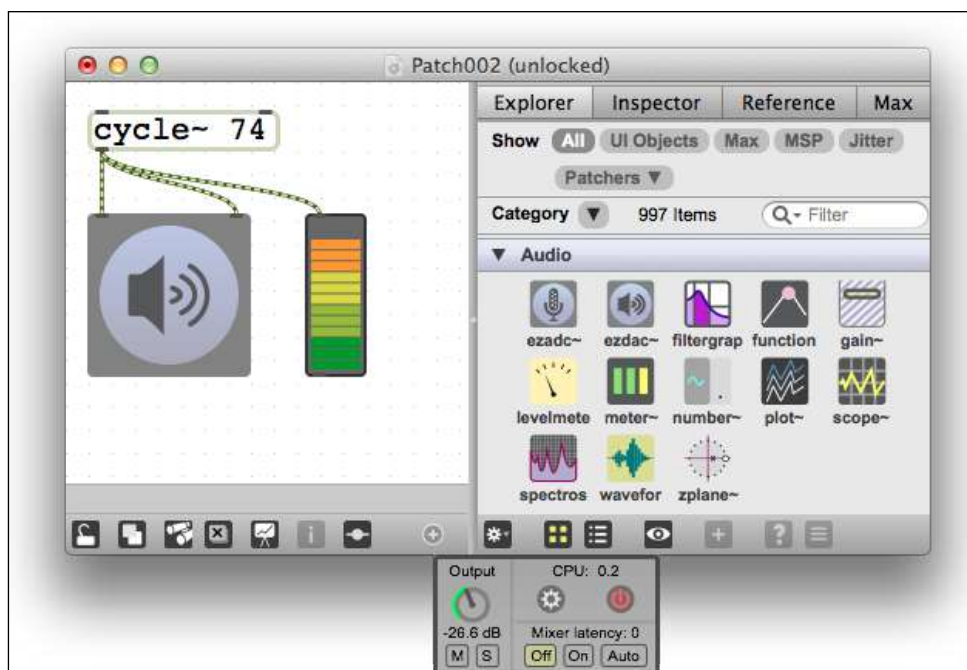 Patch002 (unlocked)
cycle~ 74
Explorer Inspector Reference Max
Show All UI Objects Max MSP Jitter
Patchers ▼
Category ▼ 997 Items Filter
▼ Audio
ezadc~ ezdac~ filtergrap function gain~
levelmete meter~ number~ plot~ scope~
spectros wavefor zplane~
Output CPU: 0.2
-26.6 dB Mixer latency: 0
M S Off On Auto